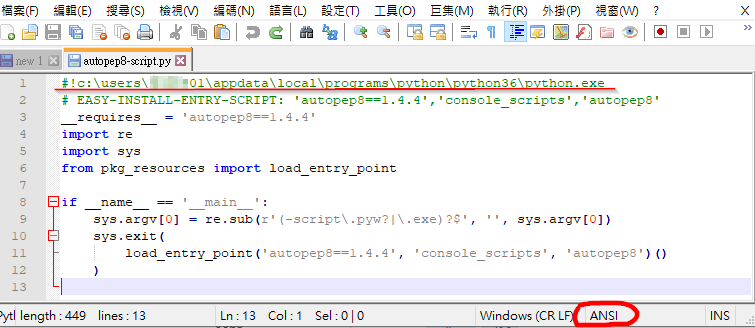 檔案(F) 編輯(E) 搜尋(S) 檢視(V) 編碼(N) 語言(L) 設定(T) 工具(O) 巨集(M) 執行(R) 外掛(P) 視窗(W) ? X
new 1 autopep8-script.py
1 #!c:\users\01\appdata\local\programs\python\python36\python.exe
2 # EASY-INSTALL-ENTRY-SCRIPT: 'autopep8==1.4.4','console_scripts','autopep8'
3 __requires__ = 'autopep8==1.4.4'
4 import re
5 import sys
6 from pkg_resources import load_entry_point
7
8 if __name__ == '__main__':
9 sys.argv[0] = re.sub(r'(-script\.pyw?|\.exe)?$', '', sys.argv[0])
10 sys.exit(
11 load_entry_point('autopep8==1.4.4', 'console_scripts', 'autopep8')()
12 )
13
Pytl length : 449 lines : 13 Ln : 13 Col : 1 Sel : 0 | 0 Windows (CR LF) ANSI INS